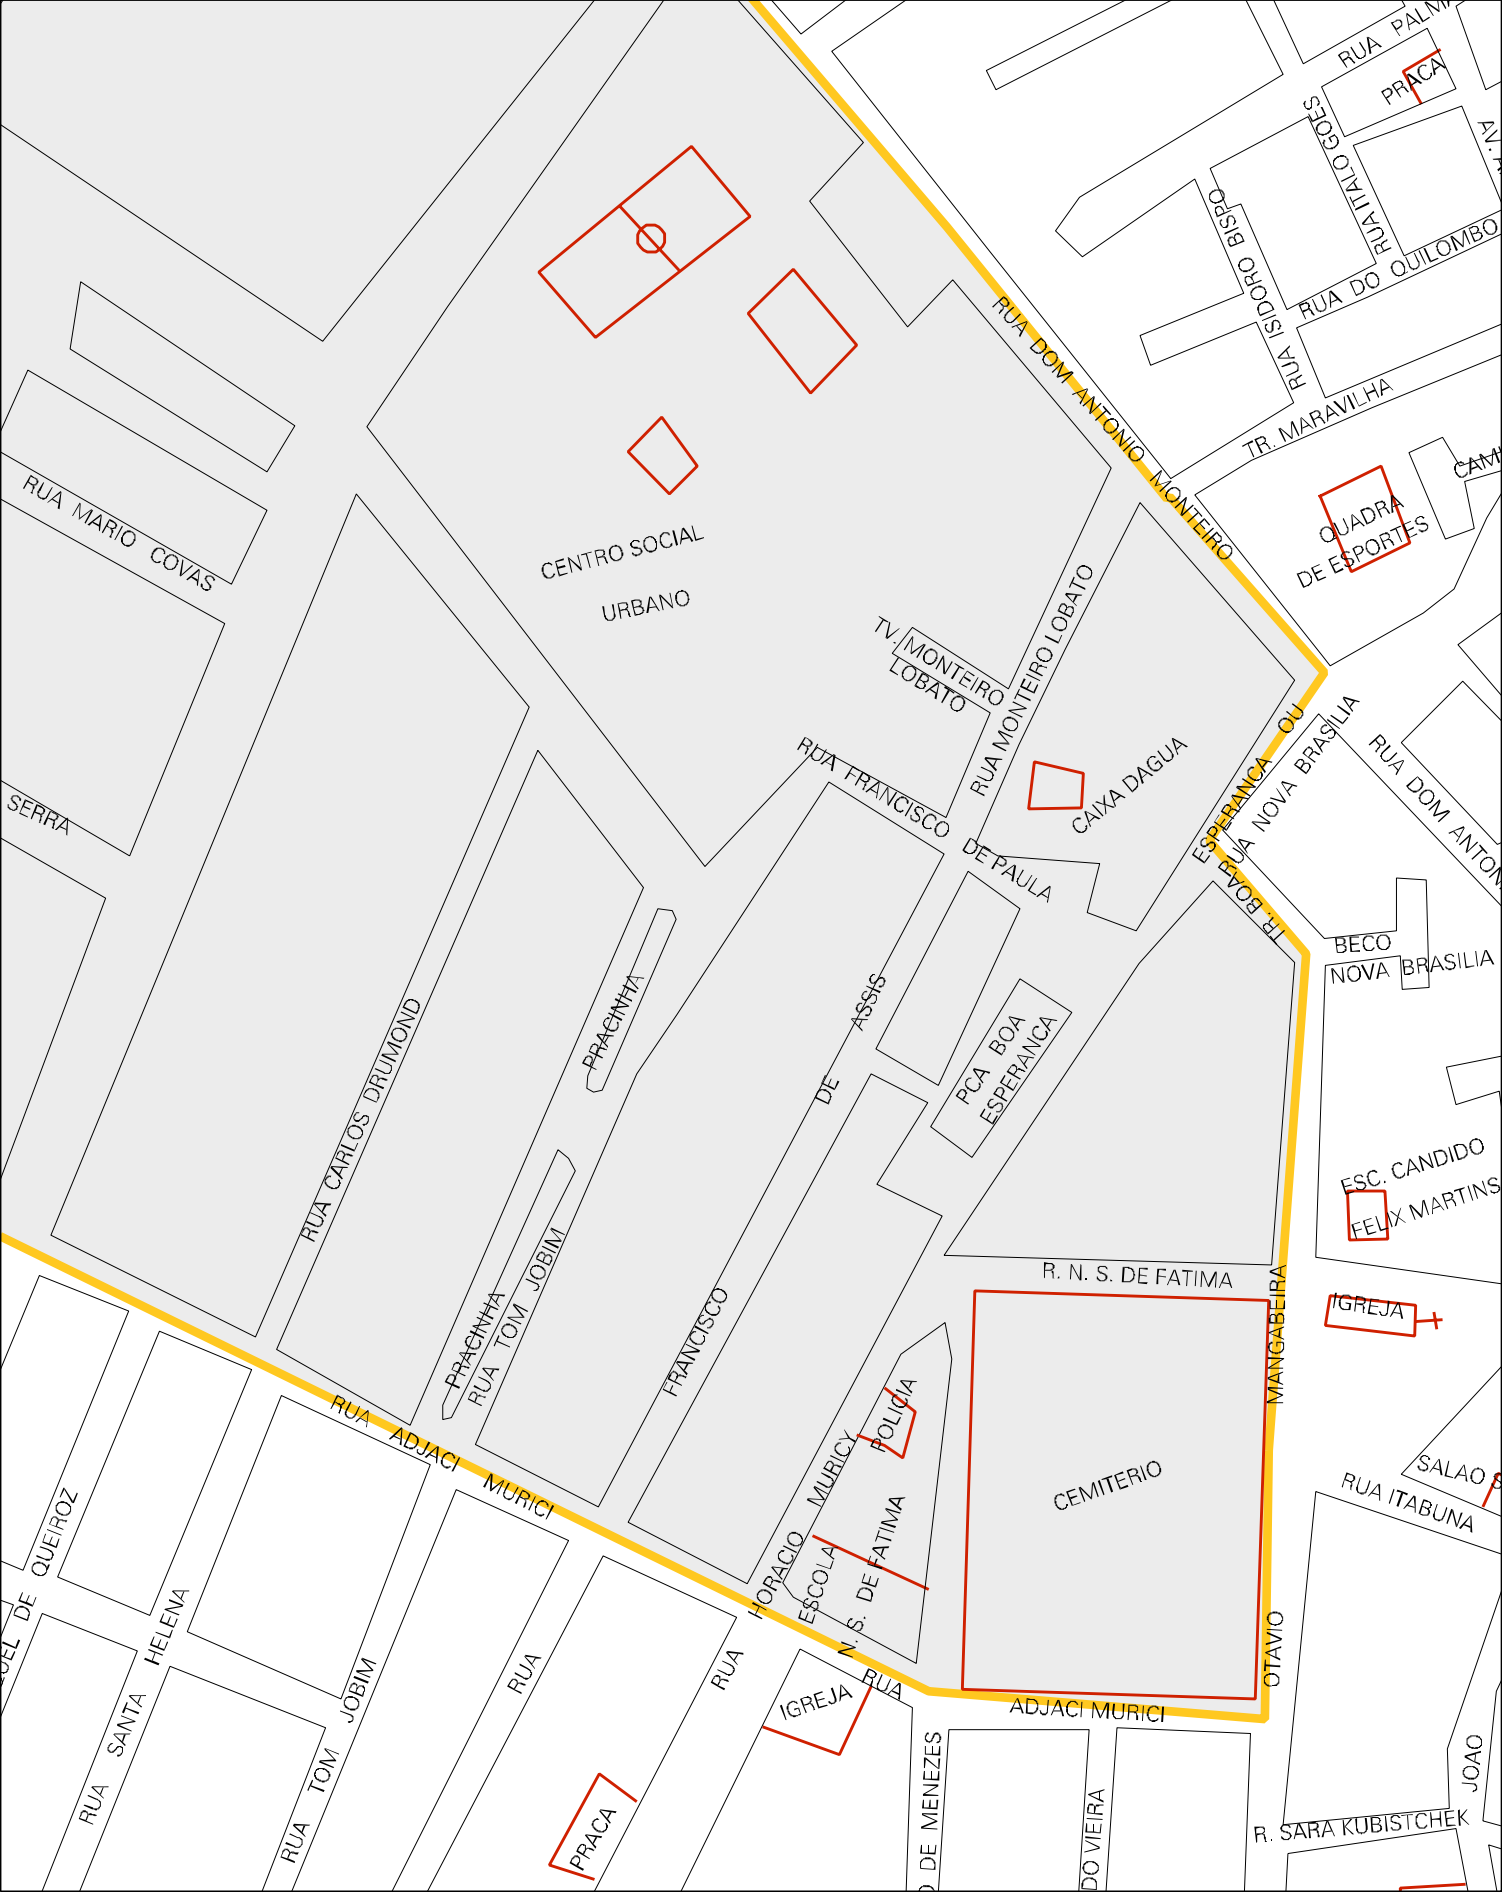 RUA PALMA
PRACA
RUA ITALO GOES
AV.
RUA ISIDORO BISPO
RUA DO QUILOMBO
RUA DOM ANTONIO MONTEIRO
TR. MARAVILHA
QUADRA
DE ESPORTES
RUA MARIO COVAS
CENTRO SOCIAL
URBANO
TV. MONTEIRO
LOBATO
RUA MONTEIRO LOBATO
RUA FRANCISCO DE PAULA
CAIXA DAGUA
TR. BOA ESPERANCA OU
RUA NOVA BRASILIA
SERRA
BECO
NOVA BRASILIA
PRACINHA
RUA CARLOS DRUMOND
FRANCISCO DE ASSIS
PCA BOA
ESPERANCA
ESC. CANDIDO
FELIX MARTINS
R. N. S. DE FATIMA
IGREJA
OTAVIO MANGABEIRA
PRACINHA
RUA TOM JOBIM
POLICIA
CEMITERIO
SALAO
RUA ITABUNA
RUA ADJACI MURICI
HORACIO MURICY
ESCOLA
N. S. DE FATIMA
DE QUEIROZ
RUA SANTA HELENA
RUA TOM JOBIM
RUA
RUA
IGREJA
RUA
ADJACI MURICI
PRACA
DE MENEZES
DO VIEIRA
JOAO
R. SARA KUBISTCHEK